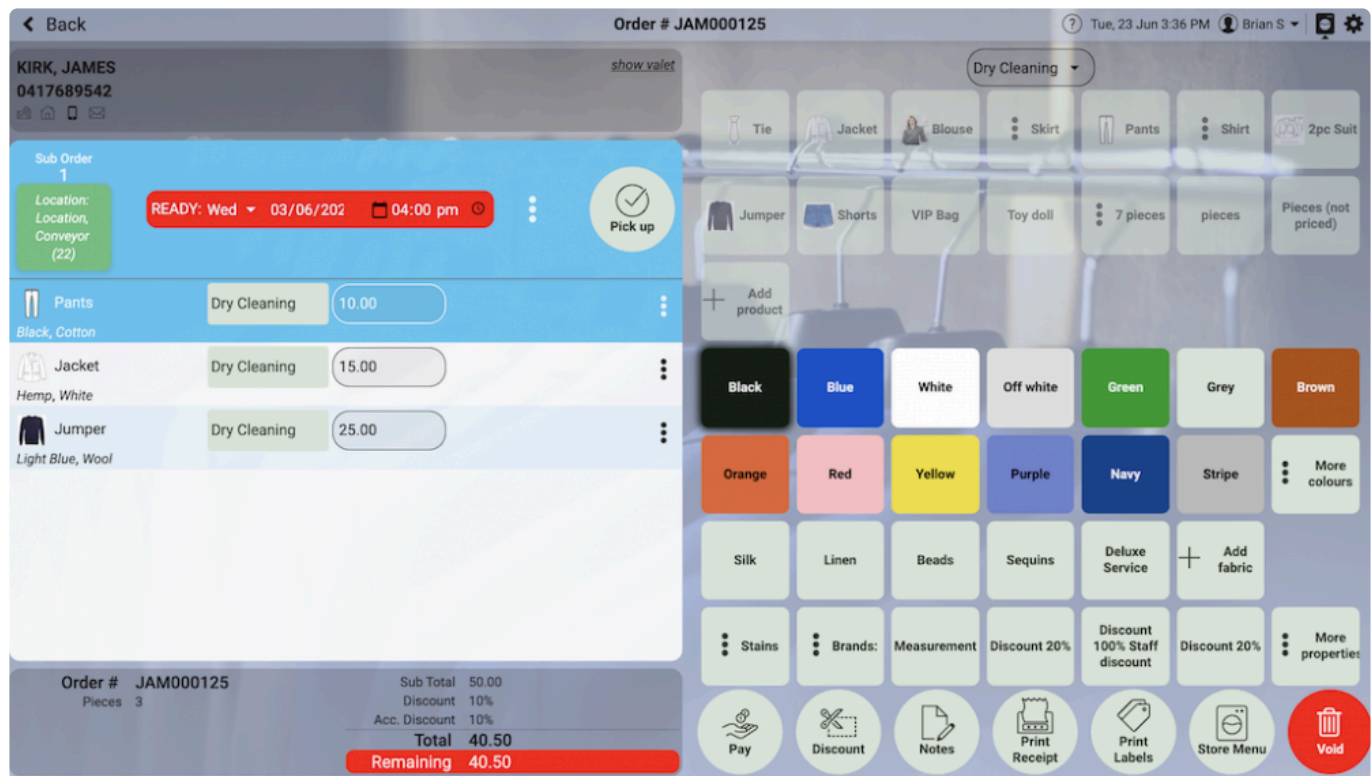 Back
Order # JAM000125
? Tue, 23 Jun 3:36 PM Brian S
KIRK, JAMES
show valet
0417689542
Dry Cleaning
Tie
Jacket
Blouse
Skirt
Pants
Shirt
2pc Suit
Jumper
Shorts
VIP Bag
Toy doll
7 pieces
pieces
Pieces (not
priced)
Add
product
Sub Order
1
Location:
Location,
Conveyor
(22)
READY: Wed 03/06/202 04:00 pm
Pick up
Pants Dry Cleaning 10.00
Black, Cotton
Jacket Dry Cleaning 15.00
Hemp, White
Jumper Dry Cleaning 25.00
Light Blue, Wool
Black
Blue
White
Off white
Green
Grey
Brown
Orange
Red
Yellow
Purple
Navy
Stripe
More
colours
Silk
Linen
Beads
Sequins
Deluxe
Service
Add
fabric
Stains
Brands:
Measurement
Discount 20%
Discount
100% Staff
discount
Discount 20%
More
properties
Order # JAM000125
Pieces 3
Sub Total 50.00
Discount 10%
Acc. Discount 10%
Total 40.50
Remaining 40.50
Pay
Discount
Notes
Print
Receipt
Print
Labels
Store Menu
Void